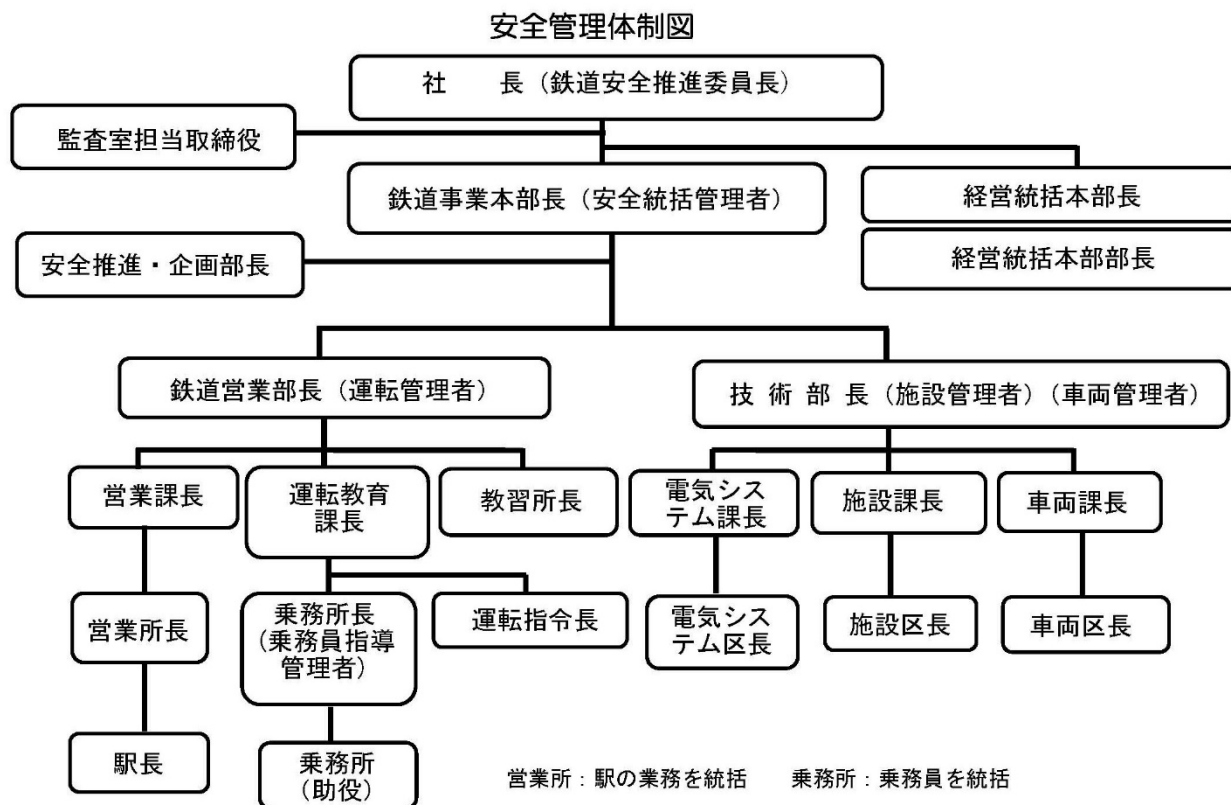 安全管理体制図
社　　長（鉄道安全推進委員長）
監査室担当取締役
鉄道事業本部長（安全統括管理者）
経営統括本部長
安全推進・企画部長
経営統括本部部長
鉄道営業部長（運転管理者）
技 術 部 長（施設管理者）（車両管理者）
営業課長
運転教育
課長
教習所長
電気シス
テム課長
施設課長
車両課長
営業所長
乗務所長
（乗務員指導
管理者）
運転指令長
電気シス
テム区長
施設区長
車両区長
駅長
乗務所
（助役）
営業所：駅の業務を統括　　乗務所：乗務員を統括